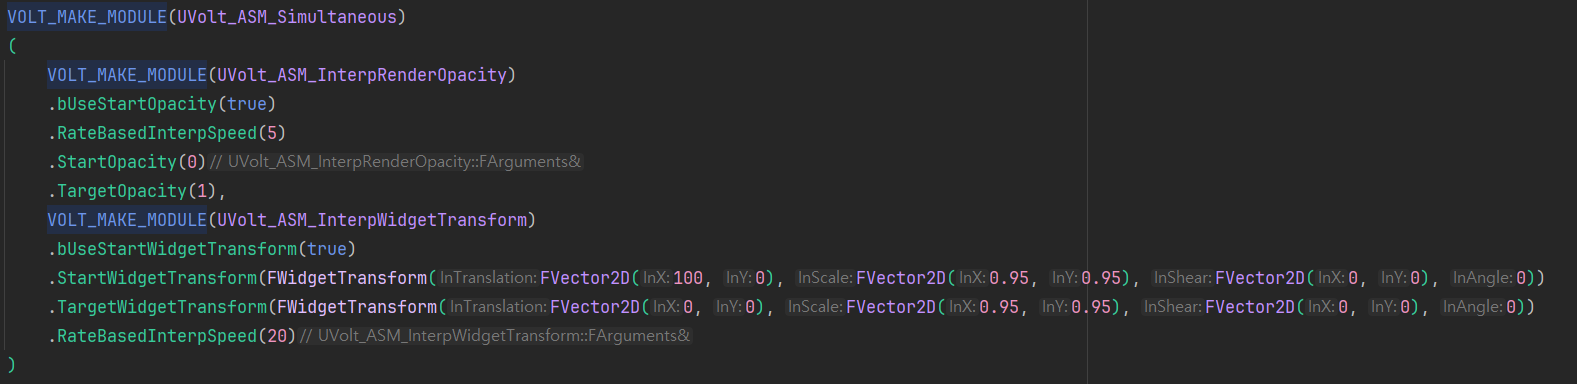 VOLT_MAKE_MODULE(UVolt_ASM_Simultaneous)
(
VOLT_MAKE_MODULE(UVolt_ASM_InterpRenderOpacity)
.bUseStartOpacity(true)
.RateBasedInterpSpeed(5)
.StartOpacity(0) // UVolt_ASM_InterpRenderOpacity::FArguments&
.TargetOpacity(1),
VOLT_MAKE_MODULE(UVolt_ASM_InterpWidgetTransform)
.bUseStartWidgetTransform(true)
.StartWidgetTransform(FWidgetTransform(InTranslation:FVector2D(InX:100, InY:0), InScale:FVector2D(InX:0.95, InY:0.95), InShear:FVector2D(InX:0, InY:0), InAngle:0))
.TargetWidgetTransform(FWidgetTransform(InTranslation:FVector2D(InX:0, InY:0), InScale:FVector2D(InX:0.95, InY:0.95), InShear:FVector2D(InX:0, InY:0), InAngle:0))
.RateBasedInterpSpeed(20) // UVolt_ASM_InterpWidgetTransform::FArguments&
)